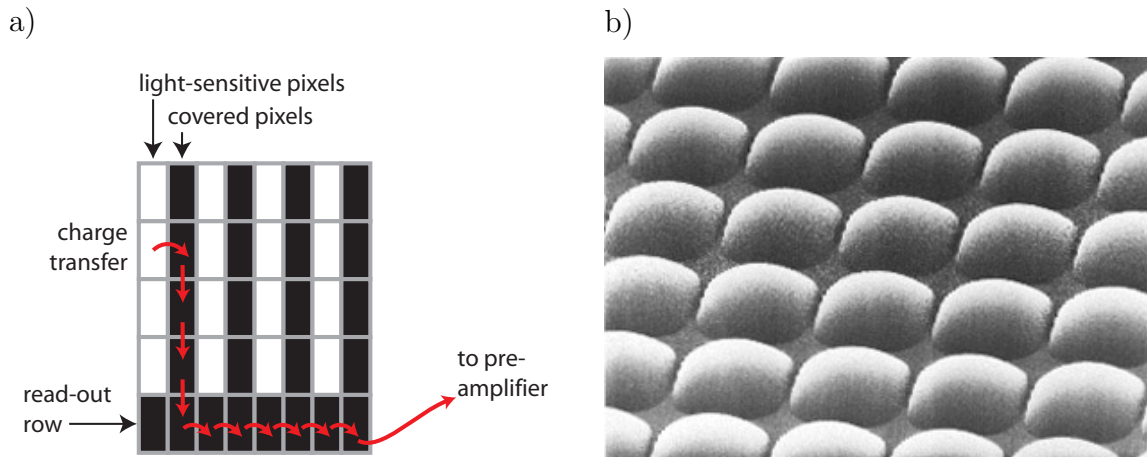 a)
b)
light-sensitive pixels
covered pixels
charge
transfer
read-out
row
to pre-
amplifier